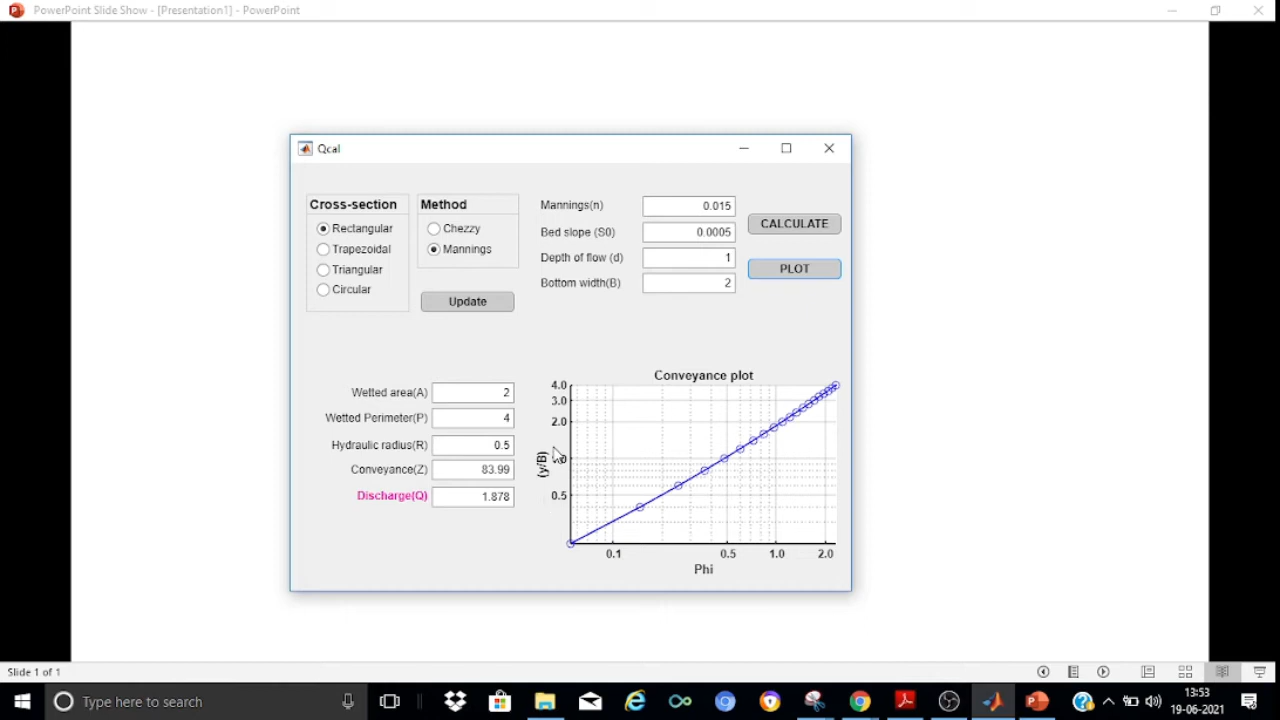 PowerPoint Slide Show - [Presentation1] - PowerPoint
Qcal
Cross-section
Rectangular
Trapezoidal
Triangular
Circular
Method
Chezzy
Mannings
Update
Mannings(n) 0.015
Bed slope (S0) 0.0005
Depth of flow (d) 1
Bottom width(B) 2
CALCULATE
PLOT
Wetted area(A) 2
Wetted Perimeter(P) 4
Hydraulic radius(R) 0.5
Conveyance(Z) 83.99
Discharge(Q) 1.878
Conveyance plot
4.0
3.0
2.0
0.5
(y/B)
0.1 0.5 1.0 2.0
Phi
Slide 1 of 1
Type here to search
13:53
19-06-2021